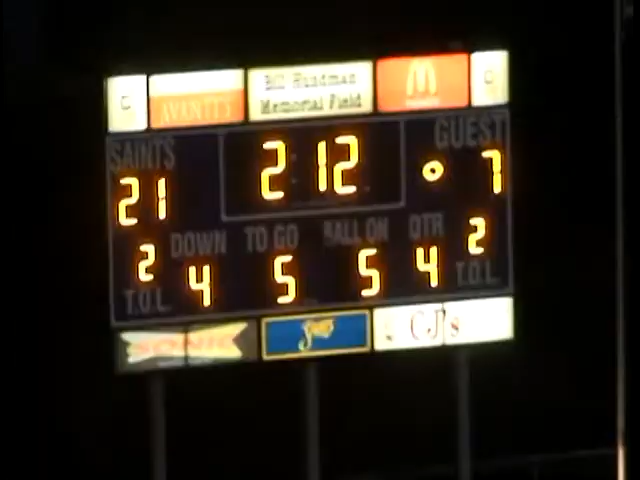 C AVANTI'S Bill Hundman Memorial Field M C
SAINTS 2:12 GUEST
21 7
2 DOWN TO GO BALL ON QTR 2
T.O.L. 4 5 5 4 T.O.L.
SONIC CJ's